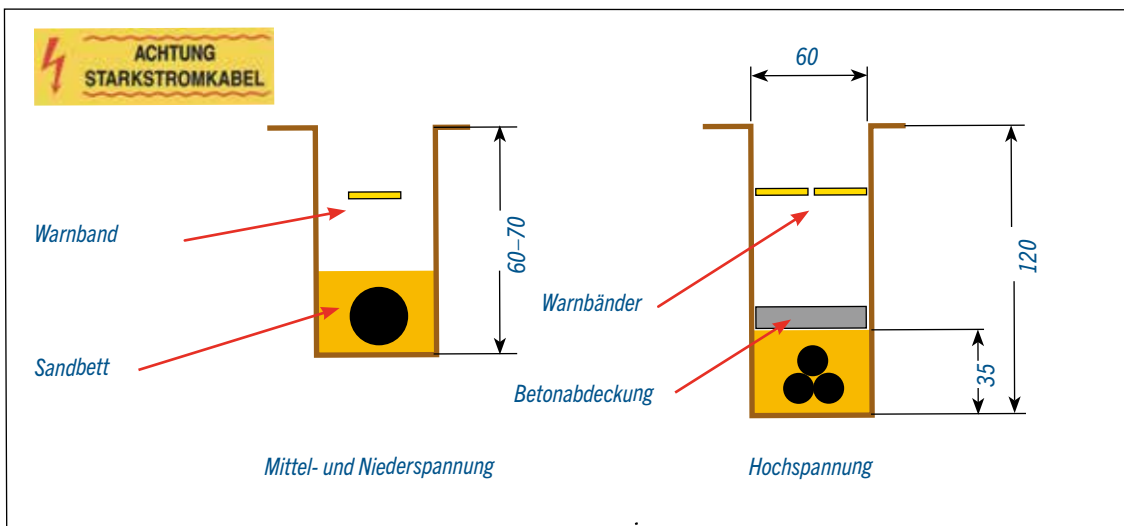 ACHTUNG
STARKSTROMKABEL
60
Warnband
60–70
Sandbett
Mittel- und Niederspannung
Warnbänder
120
35
Betonabdeckung
Hochspannung